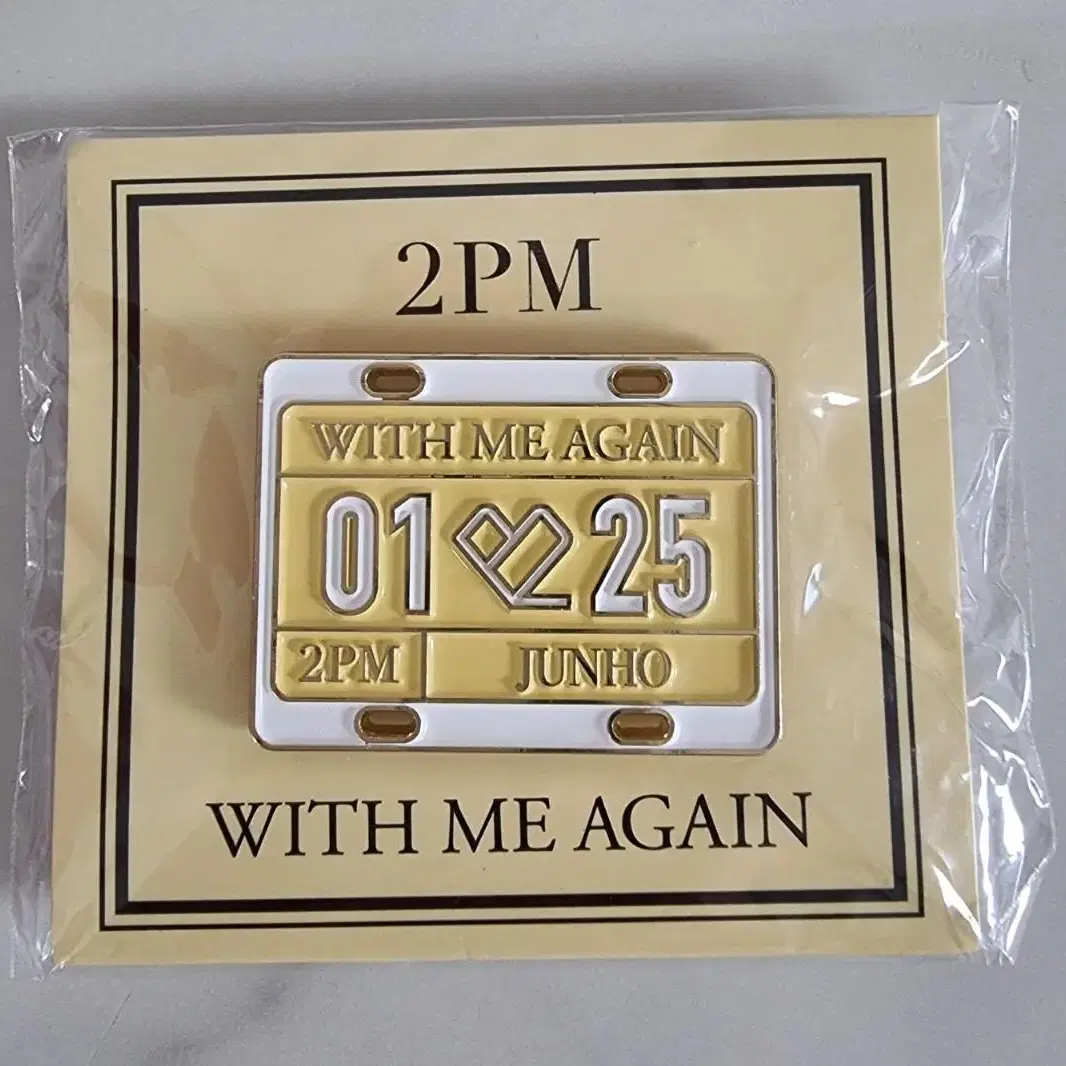 2PM
WITH ME AGAIN
01 25
2PM JUNHO
WITH ME AGAIN